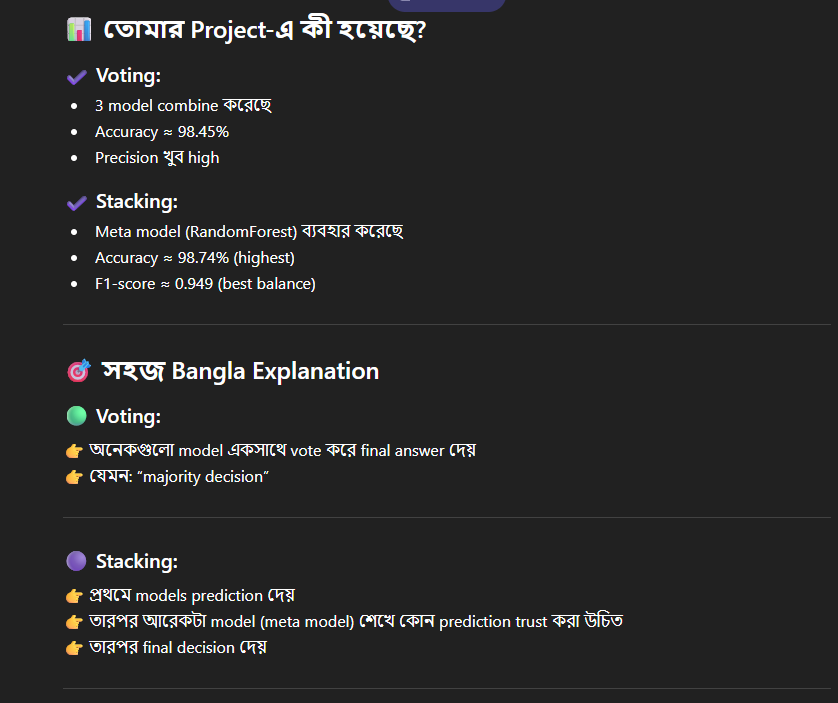 📊 তোমার Project-এ কী হয়েছে?
✔ Voting:
• 3 model combine করেছে
• Accuracy ≈ 98.45%
• Precision খুব high
✔ Stacking:
• Meta model (RandomForest) ব্যবহার করেছে
• Accuracy ≈ 98.74% (highest)
• F1-score ≈ 0.949 (best balance)
🎯 সহজ Bangla Explanation
🟢 Voting:
👉 অনেকগুলো model একসাথে vote করে final answer দেয়
👉 যেমন: “majority decision”
🟣 Stacking:
👉 প্রথমে models prediction দেয়
👉 তারপর আরেকটা model (meta model) শেখে কোন prediction trust করা উচিত
👉 তারপর final decision দেয়